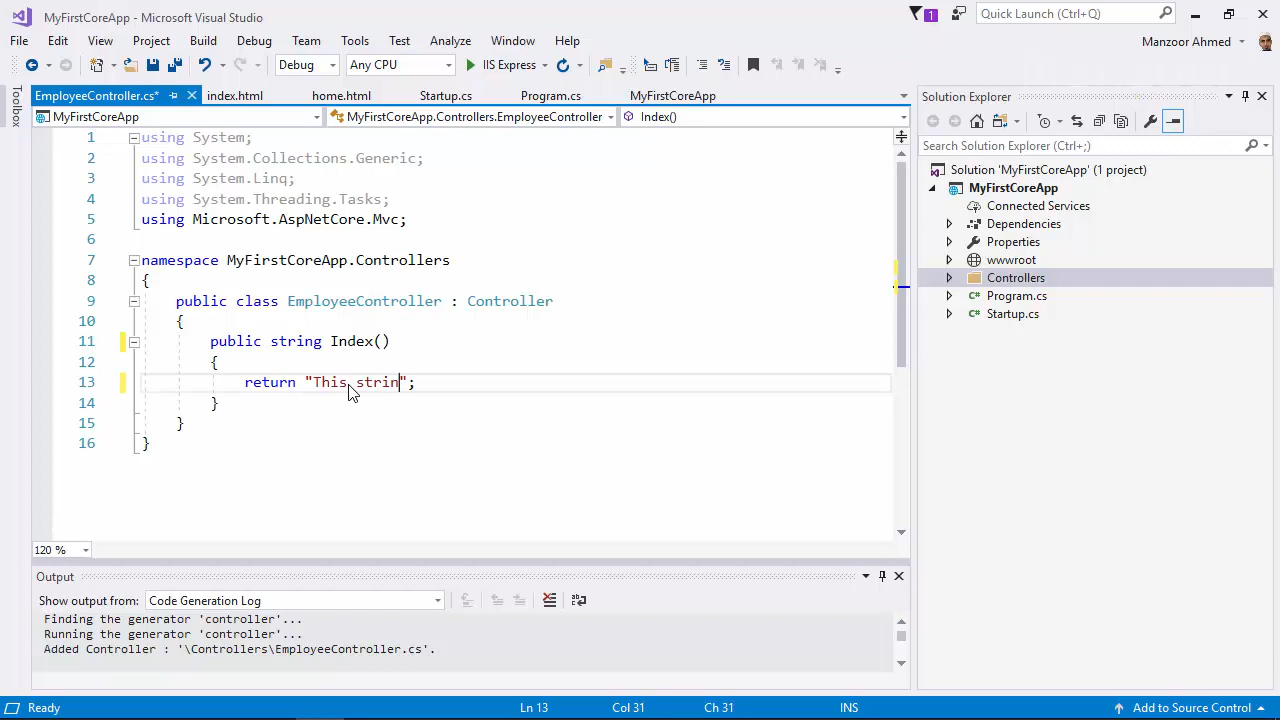 MyFirstCoreApp - Microsoft Visual Studio
1
Quick Launch (Ctrl+Q)
File Edit View Project Build Debug Team Tools Test Analyze Window Help
Manzoor Ahmed
Debug Any CPU IIS Express
Toolbox
EmployeeController.cs* index.html home.html Startup.cs Program.cs MyFirstCoreApp
MyFirstCoreApp MyFirstCoreApp.Controllers.EmployeeController Index()
1 using System;
2 using System.Collections.Generic;
3 using System.Linq;
4 using System.Threading.Tasks;
5 using Microsoft.AspNetCore.Mvc;
6
7 namespace MyFirstCoreApp.Controllers
8 {
9 public class EmployeeController : Controller
10 {
11 public string Index()
12 {
13 return "This strin";
14 }
15 }
16 }
120 %
Output
Show output from: Code Generation Log
Finding the generator 'controller'...
Running the generator 'controller'...
Added Controller : '\Controllers\EmployeeController.cs'.
Solution Explorer
Search Solution Explorer (Ctrl+;)
Solution 'MyFirstCoreApp' (1 project)
MyFirstCoreApp
Connected Services
Dependencies
Properties
wwwroot
Controllers
Program.cs
Startup.cs
Ready Ln 13 Col 31 Ch 31 INS Add to Source Control